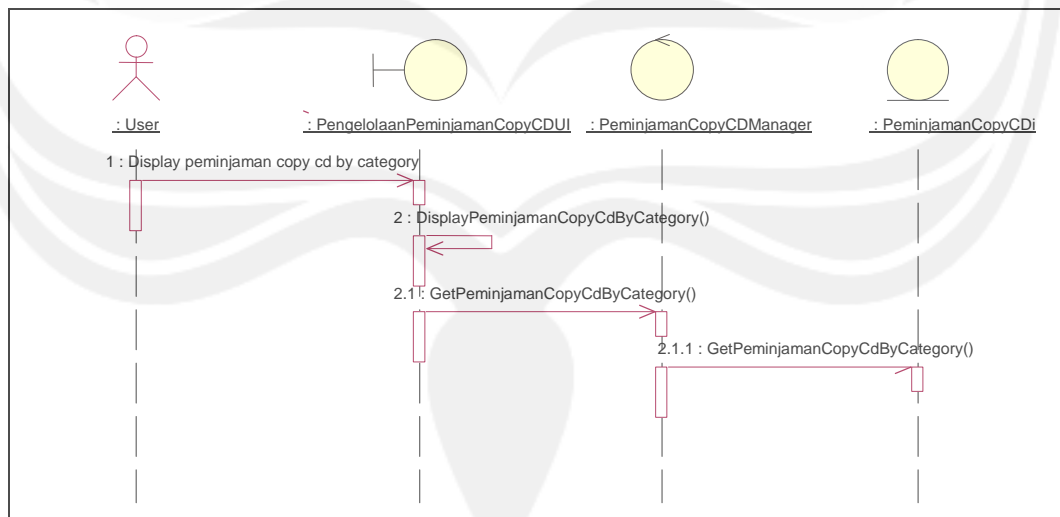 : User
: PengelolaanPeminjamanCopyCDUI
: PeminjamanCopyCDManager
: PeminjamanCopyCDi
1 : Display peminjaman copy cd by category
2 : DisplayPeminjamanCopyCdByCategory()
2.1 : GetPeminjamanCopyCdByCategory()
2.1.1 : GetPeminjamanCopyCdByCategory()